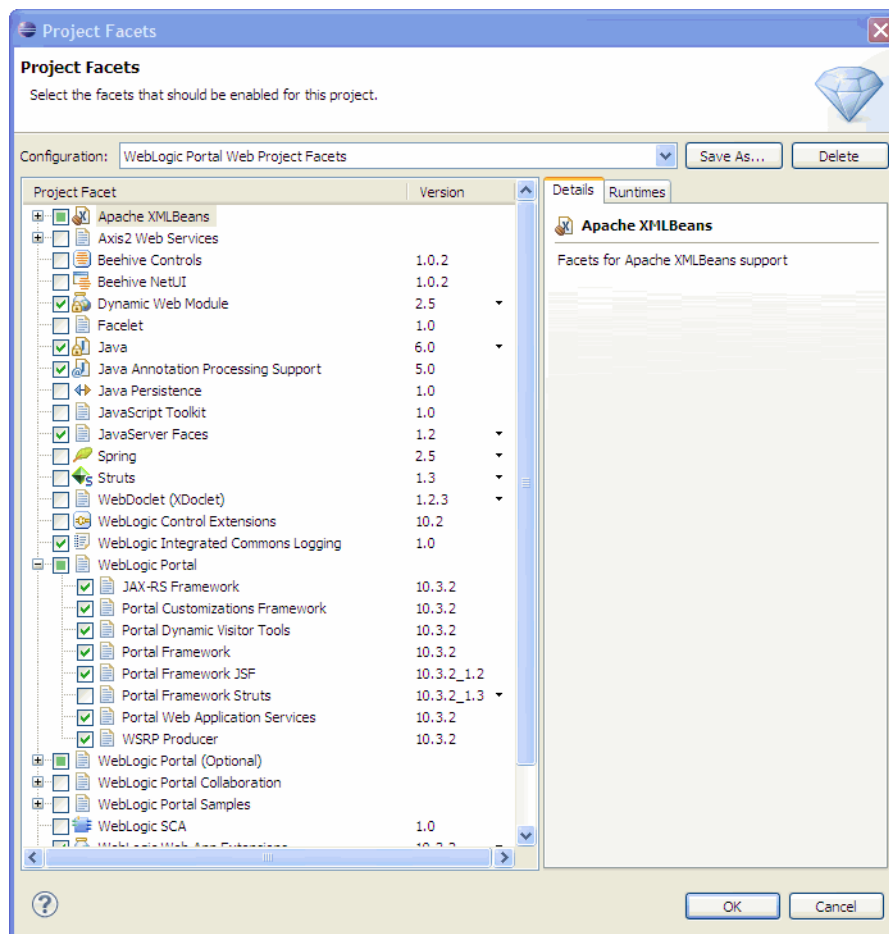 Project Facets
Project Facets
Select the facets that should be enabled for this project.
Configuration: WebLogic Portal Web Project Facets Save As... Delete
Project Facet Version
Details Runtimes
Apache XMLBeans
Apache XMLBeans
Facets for Apache XMLBeans support
Axis2 Web Services
Beehive Controls 1.0.2
Beehive NetUI 1.0.2
Dynamic Web Module 2.5
Facelet 1.0
Java 6.0
Java Annotation Processing Support 5.0
Java Persistence 1.0
JavaScript Toolkit 1.0
JavaServer Faces 1.2
Spring 2.5
Struts 1.3
WebDoclet (XDoclet) 1.2.3
WebLogic Control Extensions 10.2
WebLogic Integrated Commons Logging 1.0
WebLogic Portal
JAX-RS Framework 10.3.2
Portal Customizations Framework 10.3.2
Portal Dynamic Visitor Tools 10.3.2
Portal Framework 10.3.2
Portal Framework JSF 10.3.2_1.2
Portal Framework Struts 10.3.2_1.3
Portal Web Application Services 10.3.2
WSRP Producer 10.3.2
WebLogic Portal (Optional)
WebLogic Portal Collaboration
WebLogic Portal Samples
WebLogic SCA 1.0
WebLogic Web App Extensions 10.3.2
OK Cancel